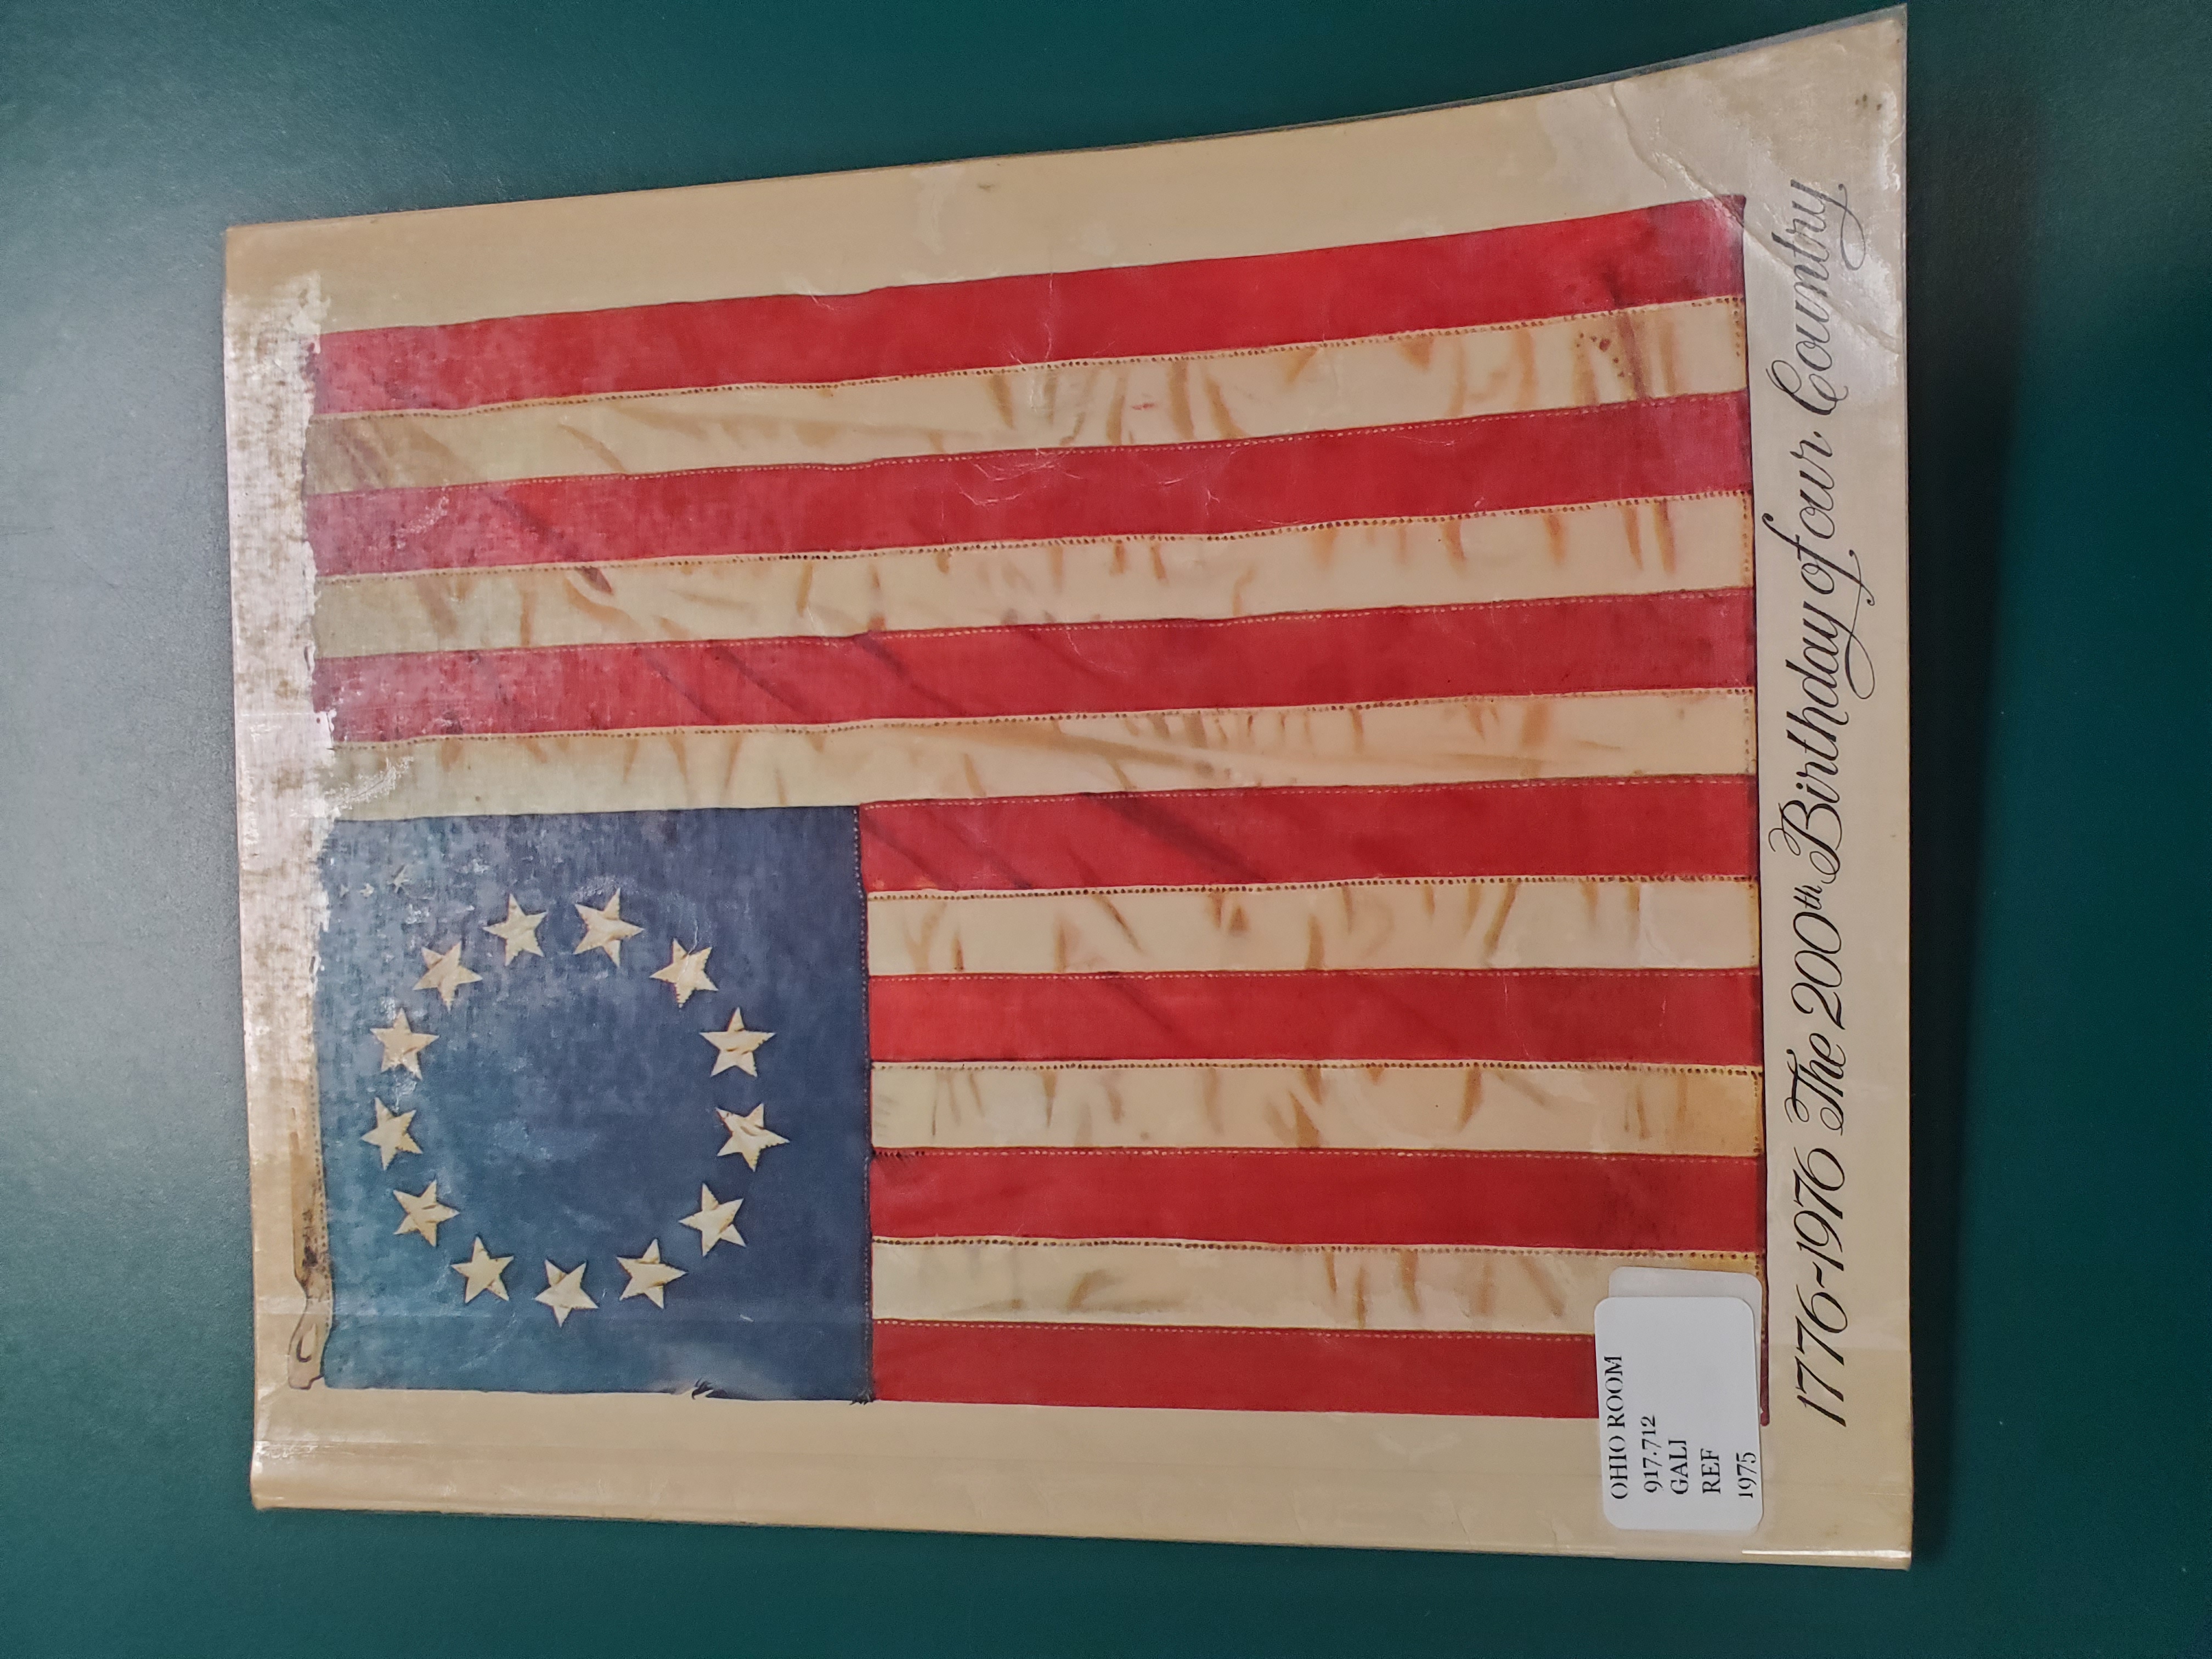 OHIO ROOM
917.712
GALI
REF
1975
1776-1976 The 200th Birthday of our Country